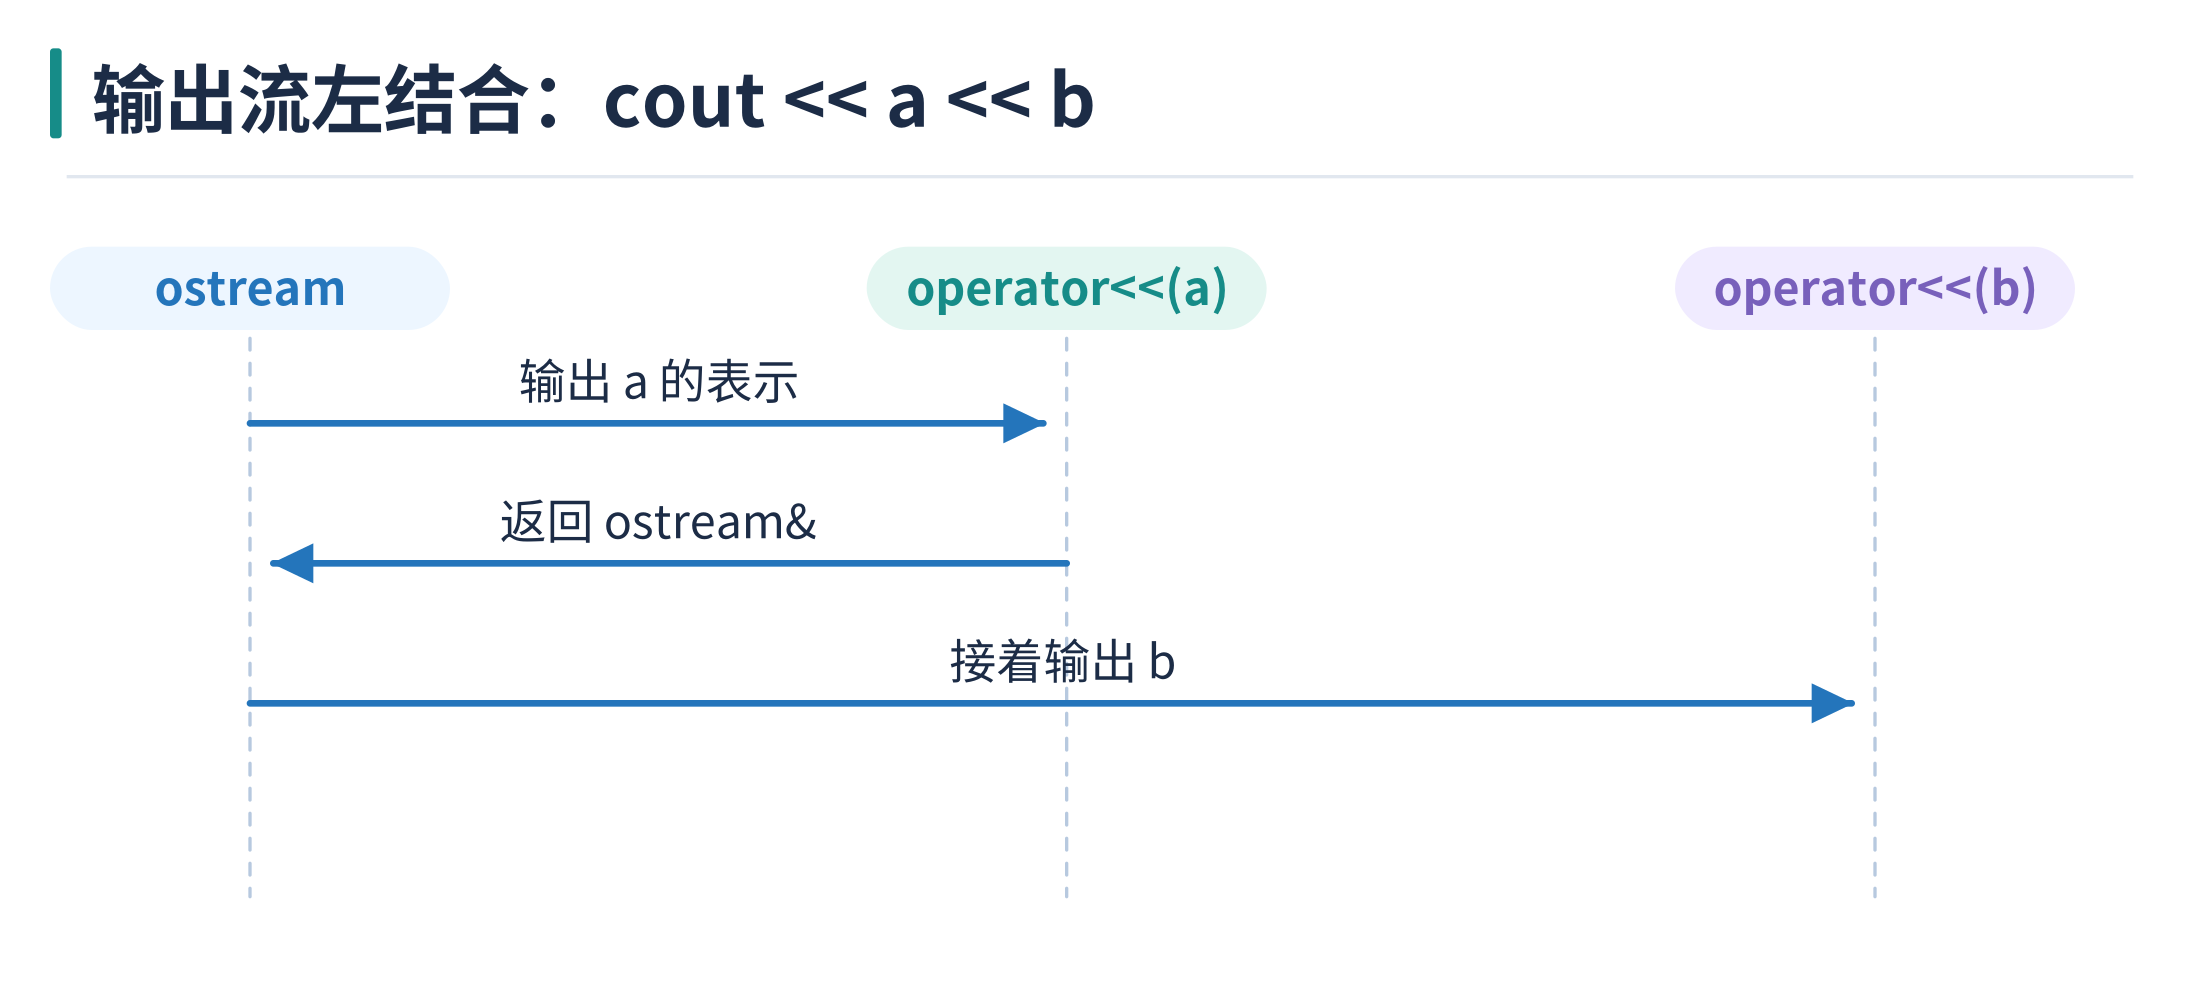 输出流左结合：cout << a << b
ostream
operator<<(a)
operator<<(b)
输出 a 的表示
返回 ostream&
接着输出 b